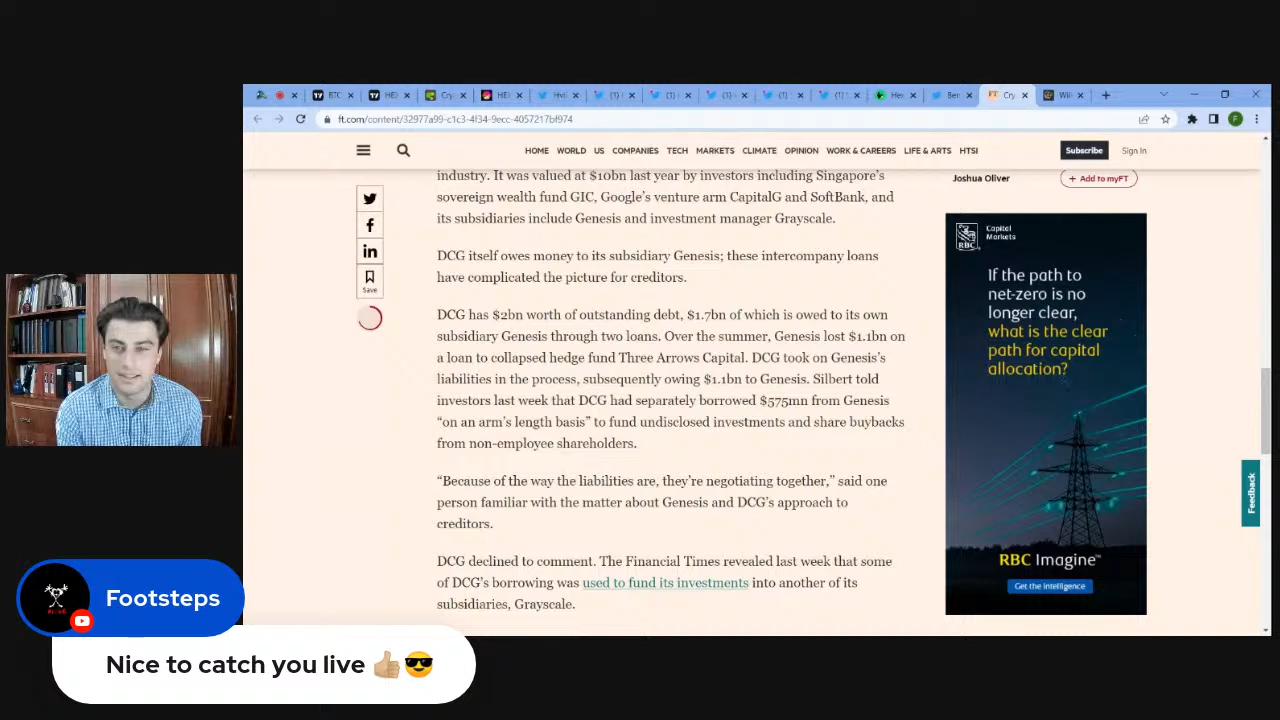 BTC
HEX
Cry
HEX
Hex
Ben
Cry
ft.com/content/32977a99-c1c3-4f34-9ecc-4057217bf974
HOME WORLD US COMPANIES TECH MARKETS CLIMATE OPINION WORK & CAREERS LIFE & ARTS HTSI
Subscribe
Sign In
Save
industry. It was valued at $10bn last year by investors including Singapore's
sovereign wealth fund GIC, Google's venture arm CapitalG and SoftBank, and
its subsidiaries include Genesis and investment manager Grayscale.
DCG itself owes money to its subsidiary Genesis; these intercompany loans
have complicated the picture for creditors.
DCG has $2bn worth of outstanding debt, $1.7bn of which is owed to its own
subsidiary Genesis through two loans. Over the summer, Genesis lost $1.1bn on
a loan to collapsed hedge fund Three Arrows Capital. DCG took on Genesis's
liabilities in the process, subsequently owing $1.1bn to Genesis. Silbert told
investors last week that DCG had separately borrowed $575mn from Genesis
“on an arm's length basis” to fund undisclosed investments and share buybacks
from non-employee shareholders.
“Because of the way the liabilities are, they're negotiating together,” said one
person familiar with the matter about Genesis and DCG's approach to
creditors.
DCG declined to comment. The Financial Times revealed last week that some
of DCG's borrowing was used to fund its investments into another of its
subsidiaries, Grayscale.
Joshua Oliver
+ Add to myFT
RBC
Capital
Markets
If the path to
net-zero is no
longer clear,
what is the clear
path for capital
allocation?
RBC Imagine™
Get the intelligence
Feedback
Footsteps
Nice to catch you live 👍🏼😎